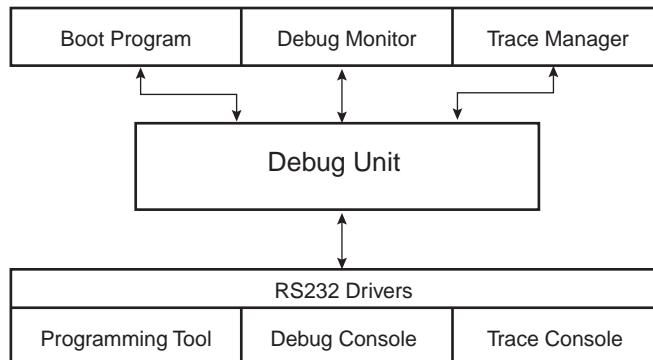 Boot Program
Debug Monitor
Trace Manager
Debug Unit
RS232 Drivers
Programming Tool
Debug Console
Trace Console